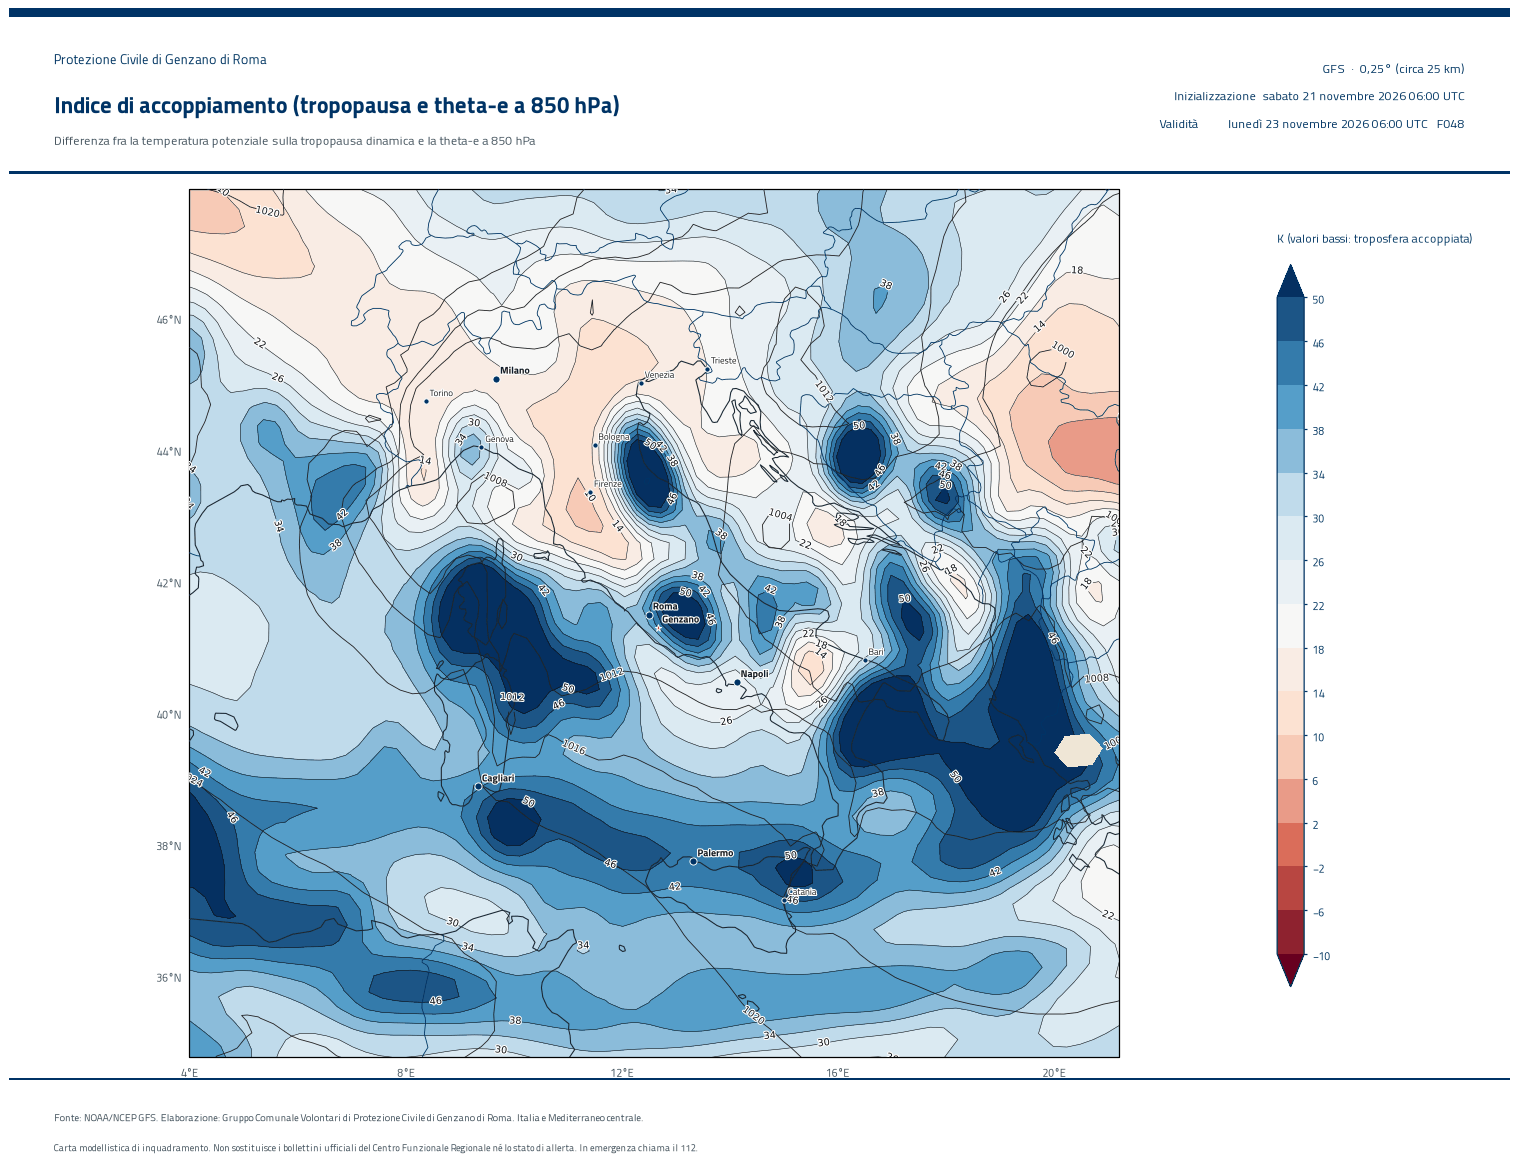 Protezione Civile di Genzano di Roma
Indice di accoppiamento (tropopausa e theta-e a 850 hPa)
Differenza fra la temperatura potenziale sulla tropopausa dinamica e la theta-e a 850 hPa
GFS · 0,25° (circa 25 km)
Inizializzazione sabato 21 novembre 2026 06:00 UTC
Validità lunedì 23 novembre 2026 06:00 UTC F048
K (valori bassi: troposfera accoppiata)
50
46
42
38
34
30
26
22
18
14
10
6
2
−2
−6
−10
46°N
44°N
42°N
40°N
38°N
36°N
4°E
8°E
12°E
16°E
20°E
Milano
Torino
Venezia
Trieste
Genova
Bologna
Firenze
Roma
Genzano
Napoli
Bari
Cagliari
Palermo
Catania
1020
1000
1012
1008
1004
1012
1012
1016
1008
1020
Fonte: NOAA/NCEP GFS. Elaborazione: Gruppo Comunale Volontari di Protezione Civile di Genzano di Roma. Italia e Mediterraneo centrale.
Carta modellistica di inquadramento. Non sostituisce i bollettini ufficiali del Centro Funzionale Regionale né lo stato di allerta. In emergenza chiama il 112.